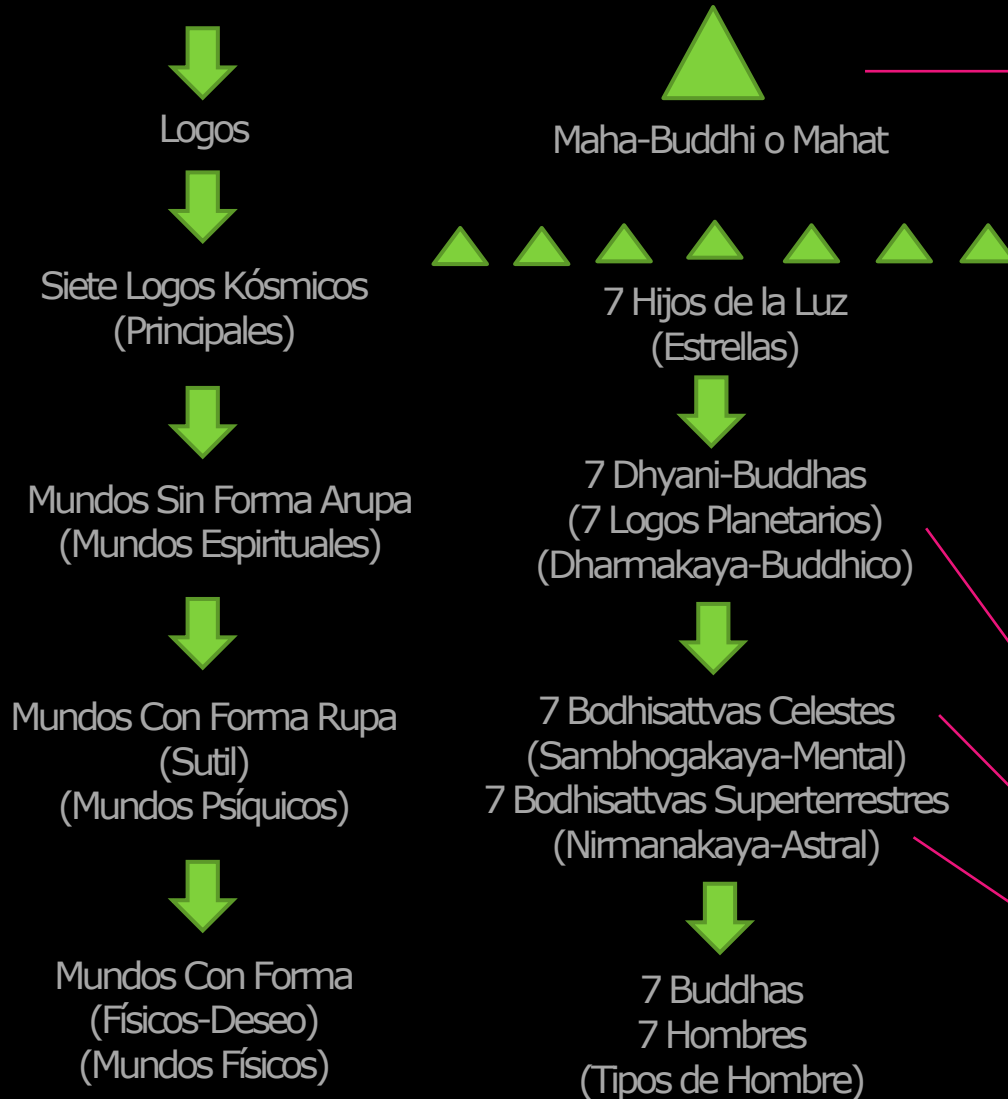 Logos
Siete Logos Kósmicos
(Principales)
Mundos Sin Forma Arupa
(Mundos Espirituales)
Mundos Con Forma Rupa
(Sutil)
(Mundos Psíquicos)
Mundos Con Forma
(Físicos-Deseo)
(Mundos Físicos)
Maha-Buddhi o Mahat
7 Hijos de la Luz
(Estrellas)
7 Dhyani-Buddhas
(7 Logos Planetarios)
(Dharmakaya-Buddhico)
7 Bodhisattvas Celestes
(Sambhogakaya-Mental)
7 Bodhisattvas Superterrestres
(Nirmanakaya-Astral)
7 Buddhas
7 Hombres
(Tipos de Hombre)